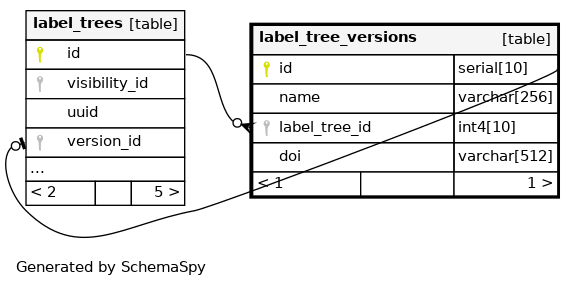 label_trees [table]
id
visibility_id
uuid
version_id
...
< 2 5 >
label_tree_versions [table]
id serial[10]
name varchar[256]
label_tree_id int4[10]
doi varchar[512]
< 1 1 >
Generated by SchemaSpy